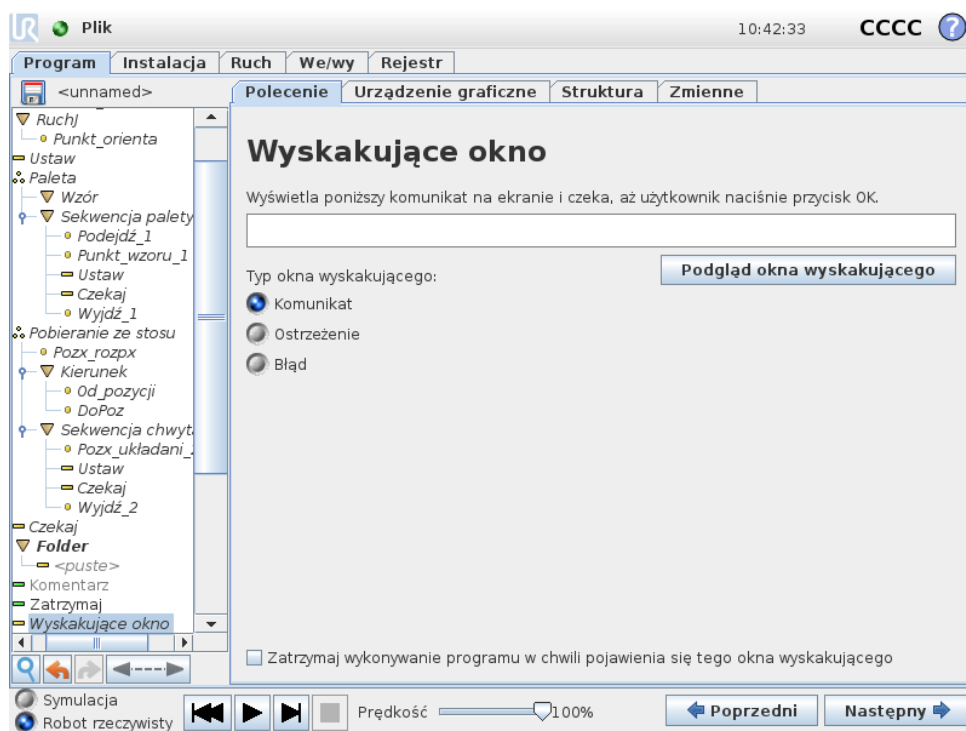 UR Plik 10:42:33 CCCC ?
Program Instalacja Ruch We/wy Rejestr
<unnamed>
Polecenie Urządzenie graficzne Struktura Zmienne
RuchJ
Punkt_orienta
Ustaw
Paleta
Wzór
Sekwencja palety
Podejdź_1
Punkt_wzoru_1
Ustaw
Czekaj
Wyjdź_1
Pobieranie ze stosu
Pozx_rozpx
Kierunek
Od_pozycji
DoPoz
Sekwencja chwyta
Pozx_układani_2
Ustaw
Czekaj
Wyjdź_2
Czekaj
Folder
<puste>
Komentarz
Zatrzymaj
Wyskakujące okno
Wyskakujące okno
Wyświetla poniższy komunikat na ekranie i czeka, aż użytkownik naciśnie przycisk OK.
Typ okna wyskakującego:
Podgląd okna wyskakującego
Komunikat
Ostrzeżenie
Błąd
Zatrzymaj wykonywanie programu w chwili pojawienia się tego okna wyskakującego
Symulacja
Robot rzeczywisty
Prędkość 100%
Poprzedni
Następny